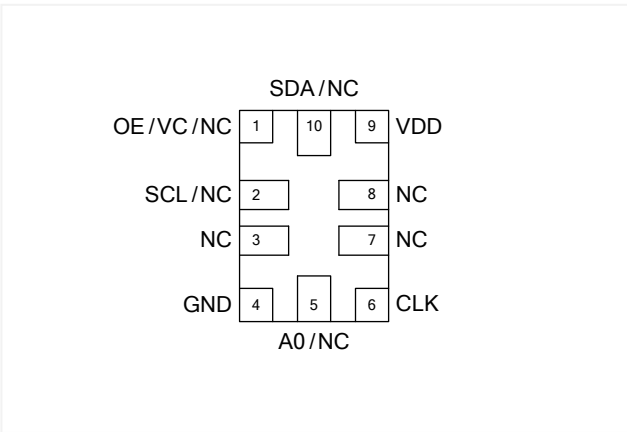 SDA/NC
OE/VC/NC 1 10 9 VDD
SCL/NC 2 8 NC
NC 3 7 NC
GND 4 5 6 CLK
A0/NC